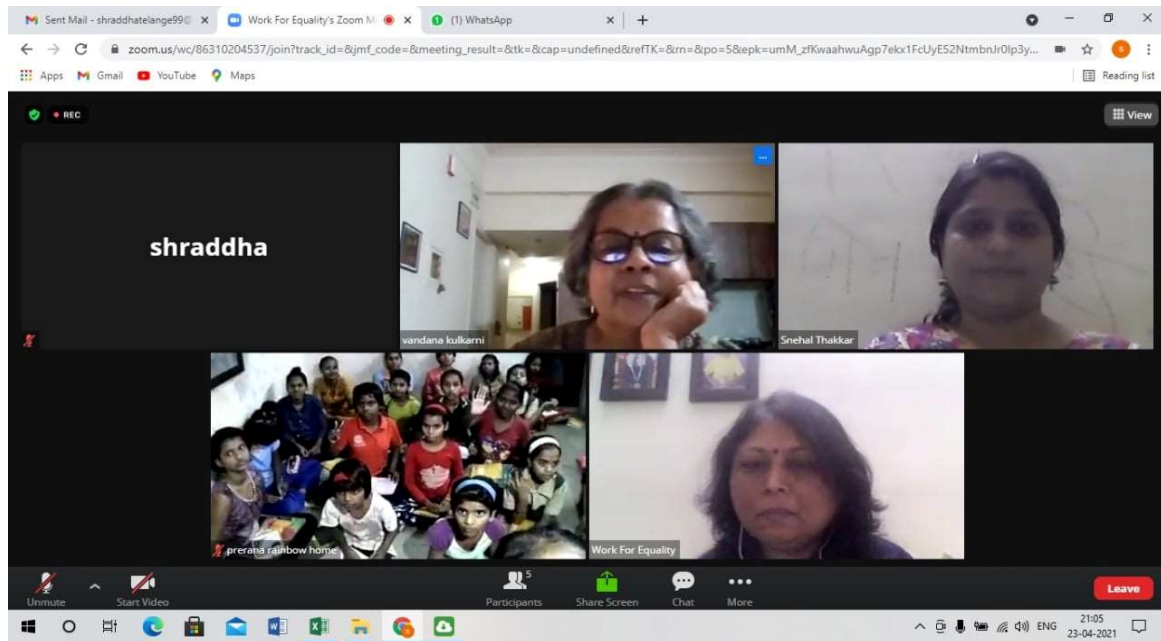 Sent Mail - shraddhatelange99@
Work For Equality's Zoom M
(1) WhatsApp
zoom.us/wc/86310204537/join?track_id=&jmf_code=&meeting_result=&tk=&cap=undefined&refTK=&rn=&po=5&epk=umM_zfKwaahwuAgp7ekx1FcUyE52NtmbnJr0Ip3y...
Apps Gmail YouTube Maps Reading list
REC View
shraddha
vandana kulkarni
Snehal Thakkar
prerana rainbow home
Work For Equality
Unmute Start Video Participants 5 Share Screen Chat More Leave
ENG 21:05
23-04-2021